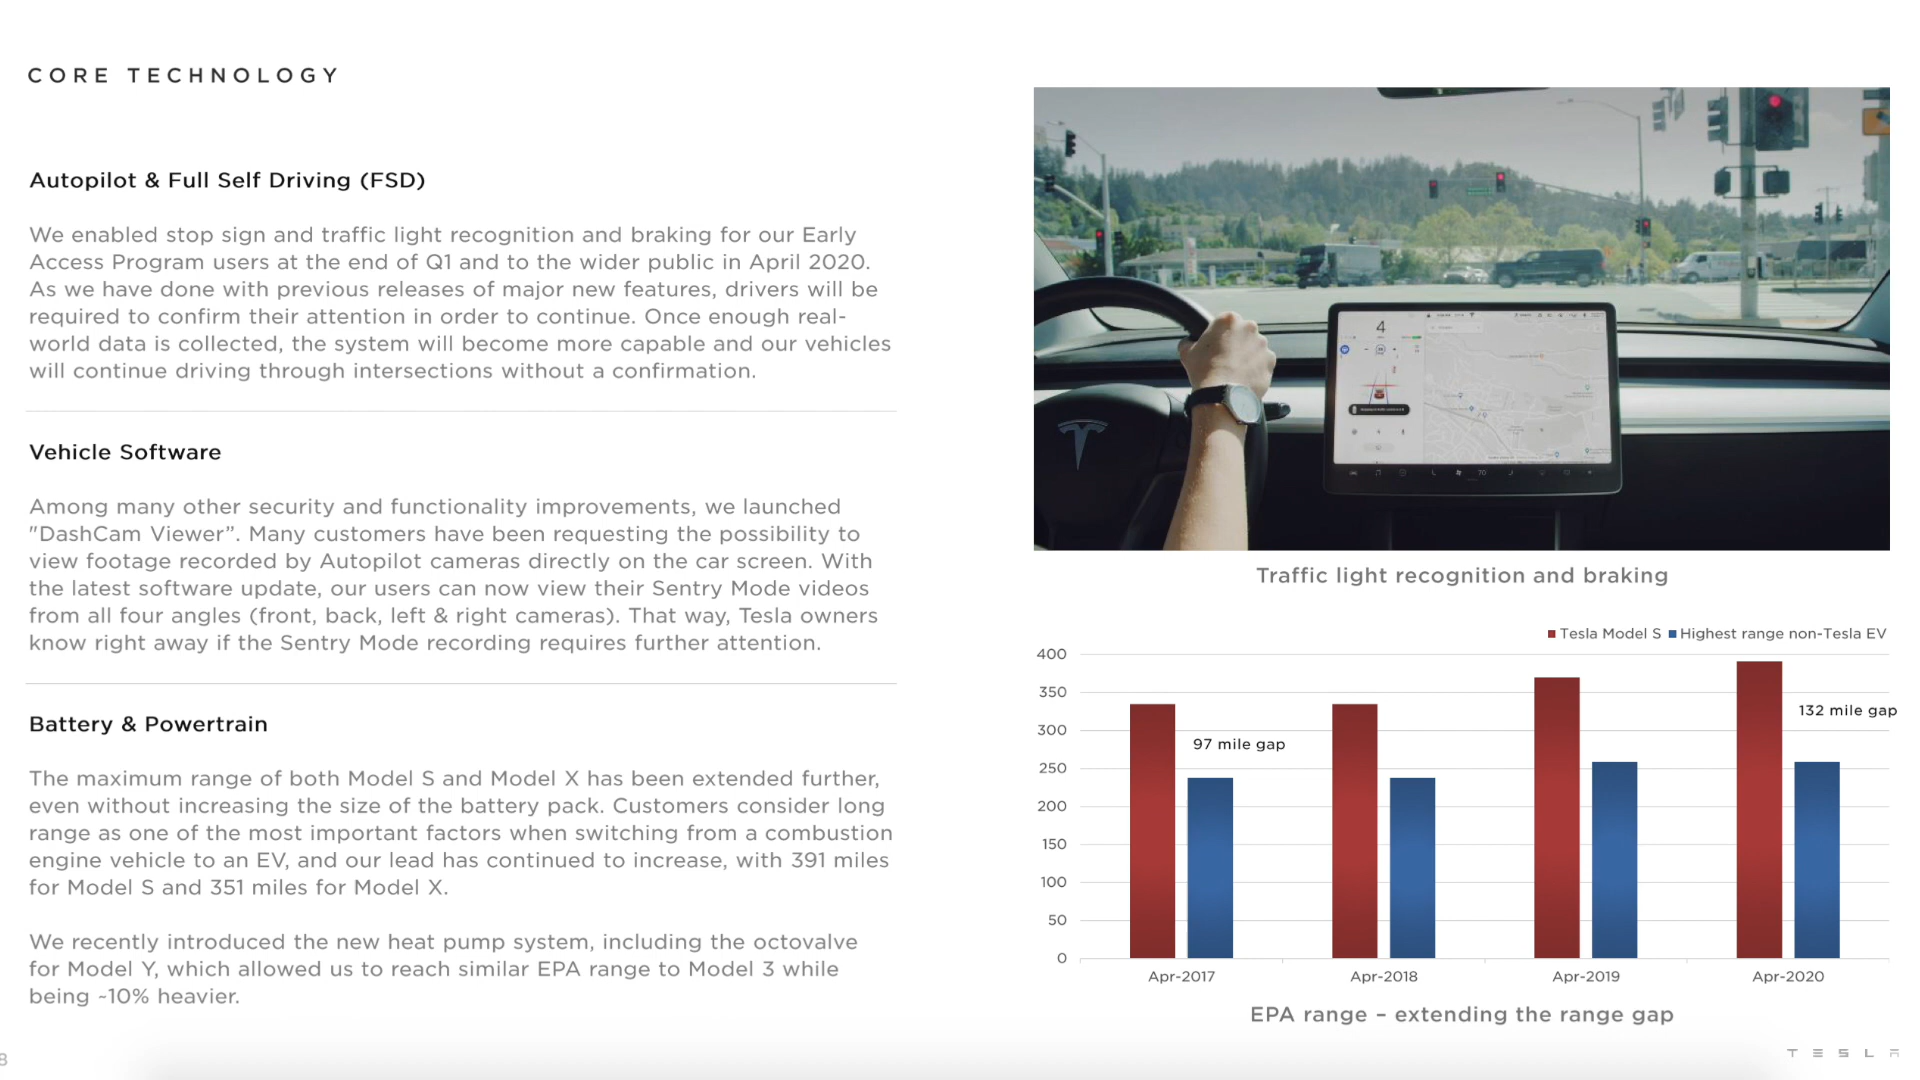 CORE TECHNOLOGY
Autopilot & Full Self Driving (FSD)
We enabled stop sign and traffic light recognition and braking for our Early
Access Program users at the end of Q1 and to the wider public in April 2020.
As we have done with previous releases of major new features, drivers will be
required to confirm their attention in order to continue. Once enough real-
world data is collected, the system will become more capable and our vehicles
will continue driving through intersections without a confirmation.
Vehicle Software
Among many other security and functionality improvements, we launched
"DashCam Viewer”. Many customers have been requesting the possibility to
view footage recorded by Autopilot cameras directly on the car screen. With
the latest software update, our users can now view their Sentry Mode videos
from all four angles (front, back, left & right cameras). That way, Tesla owners
know right away if the Sentry Mode recording requires further attention.
Battery & Powertrain
The maximum range of both Model S and Model X has been extended further,
even without increasing the size of the battery pack. Customers consider long
range as one of the most important factors when switching from a combustion
engine vehicle to an EV, and our lead has continued to increase, with 391 miles
for Model S and 351 miles for Model X.
We recently introduced the new heat pump system, including the octovalve
for Model Y, which allowed us to reach similar EPA range to Model 3 while
being ~10% heavier.
8
4
70
Traffic light recognition and braking
Tesla Model S Highest range non-Tesla EV
400
350
300
250
200
150
100
50
0
97 mile gap
132 mile gap
Apr-2017 Apr-2018 Apr-2019 Apr-2020
EPA range – extending the range gap
TESLA